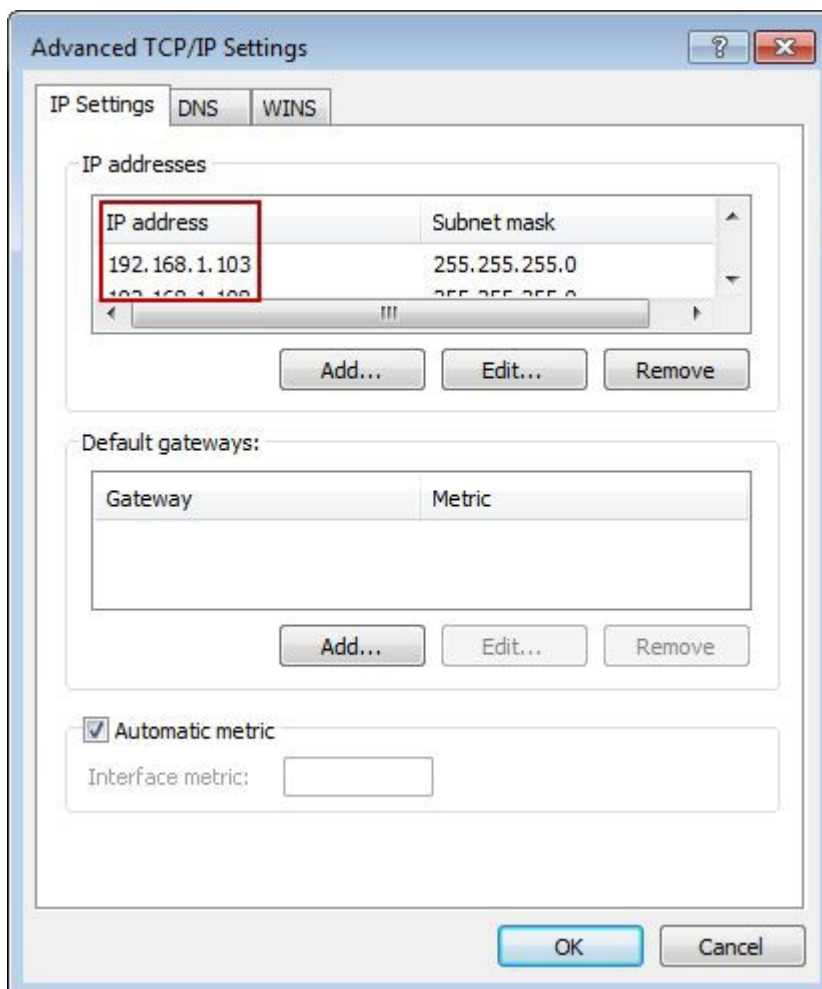 Advanced TCP/IP Settings
IP Settings DNS WINS
IP addresses
IP address Subnet mask
192.168.1.103 255.255.255.0
Add... Edit... Remove
Default gateways:
Gateway Metric
Add... Edit... Remove
Automatic metric
Interface metric:
OK Cancel